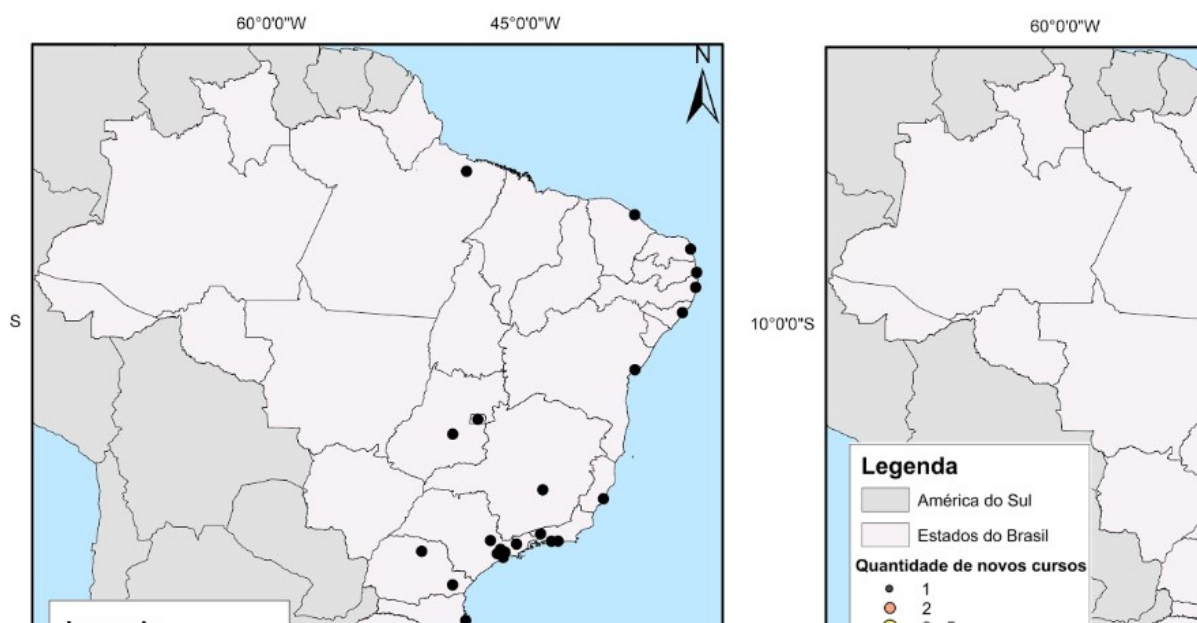 60°0'0"W
45°0'0"W
60°0'0"W
N
S
10°0'0"S
Legenda
América do Sul
Estados do Brasil
Quantidade de novos cursos
1
2